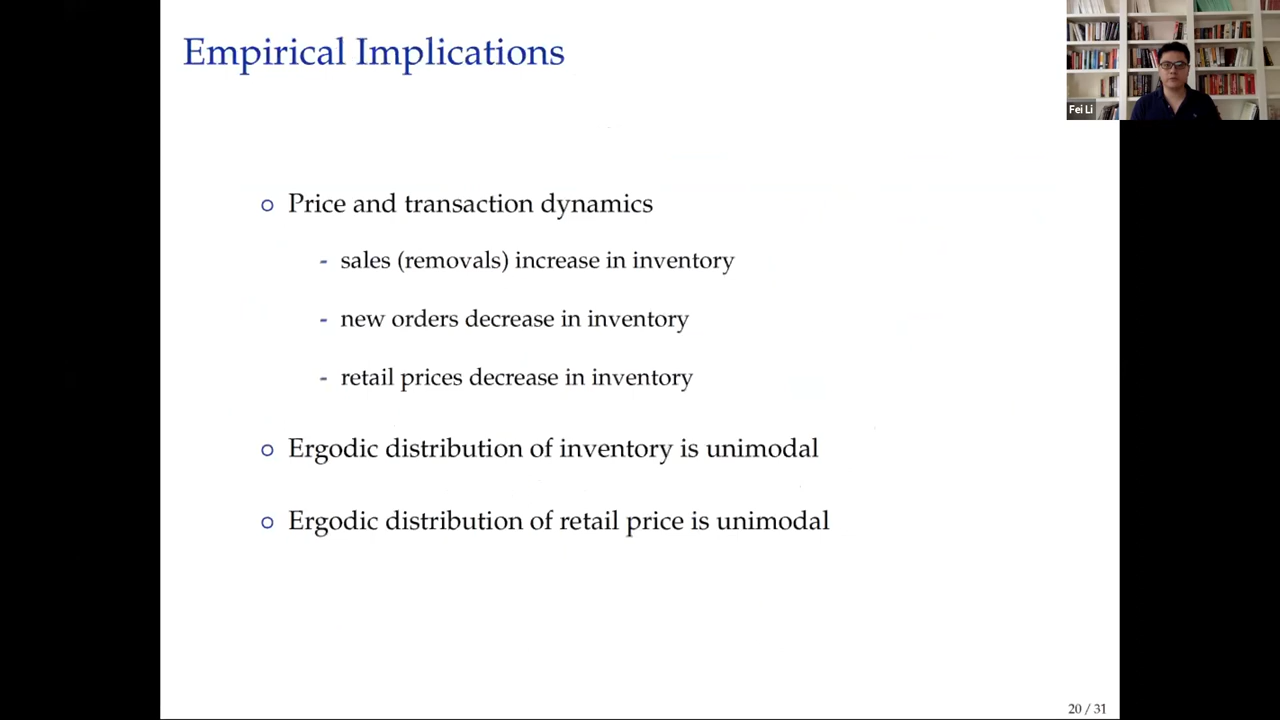 Empirical Implications
Fei Li
Price and transaction dynamics
- sales (removals) increase in inventory
- new orders decrease in inventory
- retail prices decrease in inventory
Ergodic distribution of inventory is unimodal
Ergodic distribution of retail price is unimodal
20 / 31